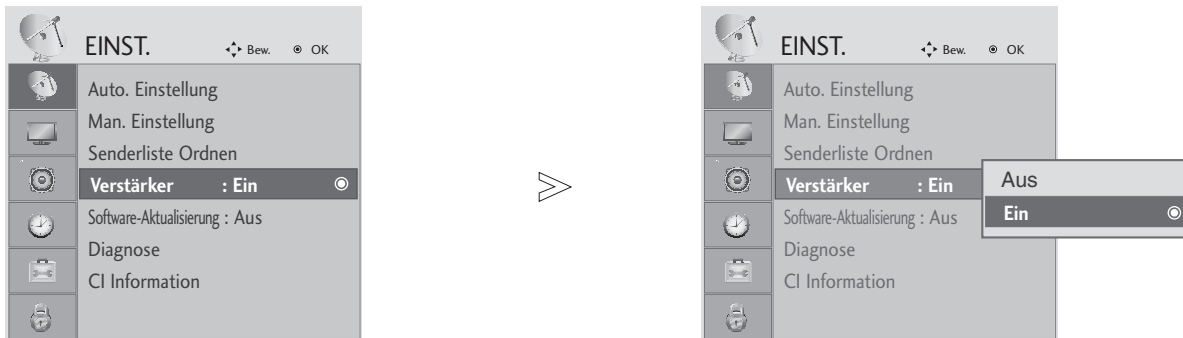 EINST. Bew. OK
Auto. Einstellung
Man. Einstellung
Senderliste Ordnen
Verstärker : Ein
Software-Aktualisierung : Aus
Diagnose
CI Information
EINST. Bew. OK
Auto. Einstellung
Man. Einstellung
Senderliste Ordnen
Verstärker : Ein
Software-Aktualisierung : Aus
Diagnose
CI Information
Aus
Ein